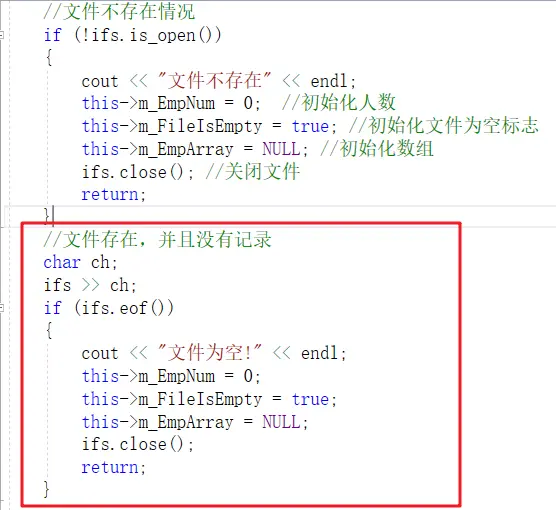 //文件不存在情况
if (!ifs.is_open())
{
cout << "文件不存在" << endl;
this->m_EmpNum = 0;  //初始化人数
this->m_FileIsEmpty = true; //初始化文件为空标志
this->m_EmpArray = NULL; //初始化数组
ifs.close(); //关闭文件
return;
}
//文件存在，并且没有记录
char ch;
ifs >> ch;
if (ifs.eof())
{
cout << "文件为空!" << endl;
this->m_EmpNum = 0;
this->m_FileIsEmpty = true;
this->m_EmpArray = NULL;
ifs.close();
return;
}